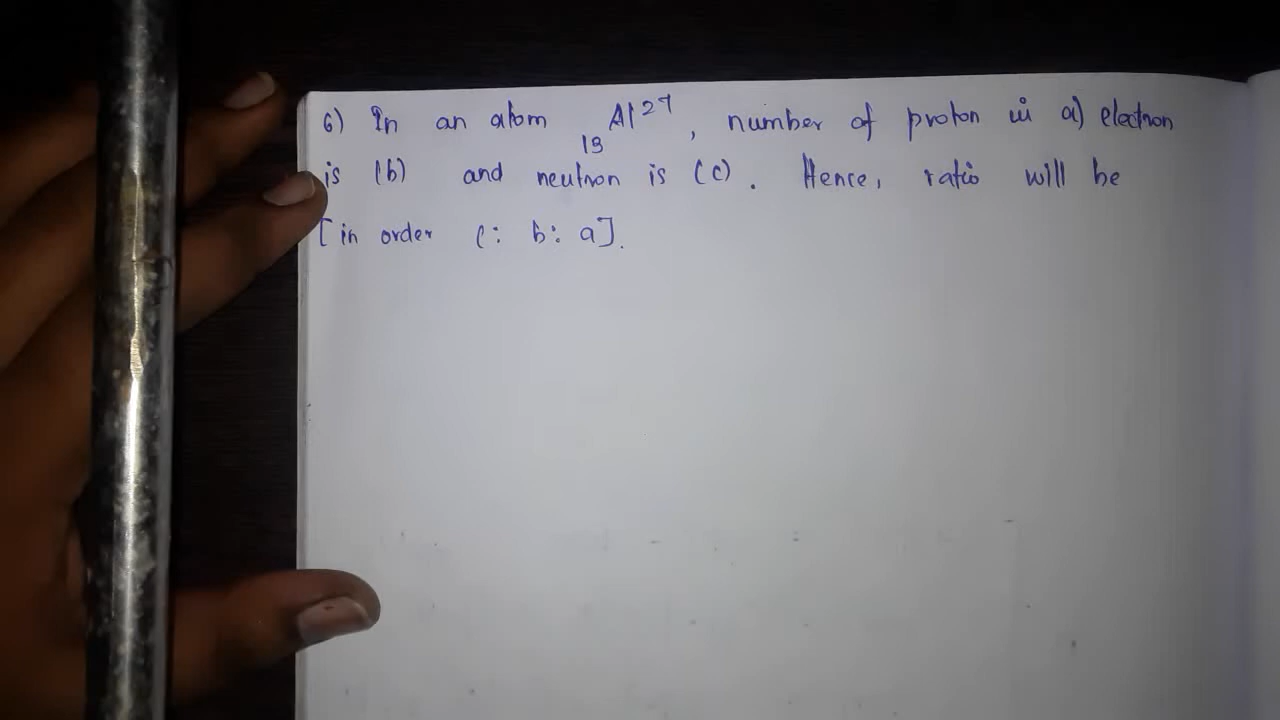 6) In an atom 13Al27, number of proton is a) electron
is (b) and neutron is (c). Hence, ratio will be
[in order c: b: a].